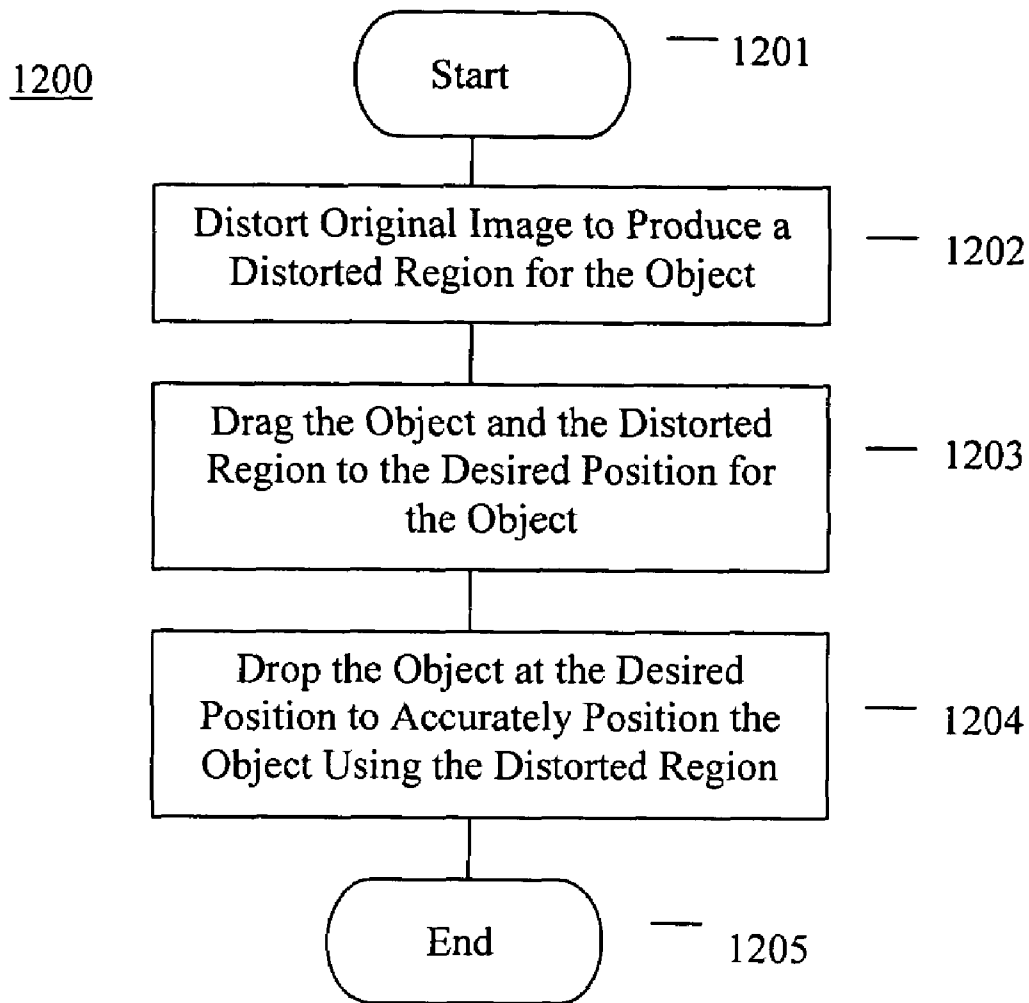 1200
Start
1201
Distort Original Image to Produce a
Distorted Region for the Object
1202
Drag the Object and the Distorted
Region to the Desired Position for
the Object
1203
Drop the Object at the Desired
Position to Accurately Position the
Object Using the Distorted Region
1204
End
1205